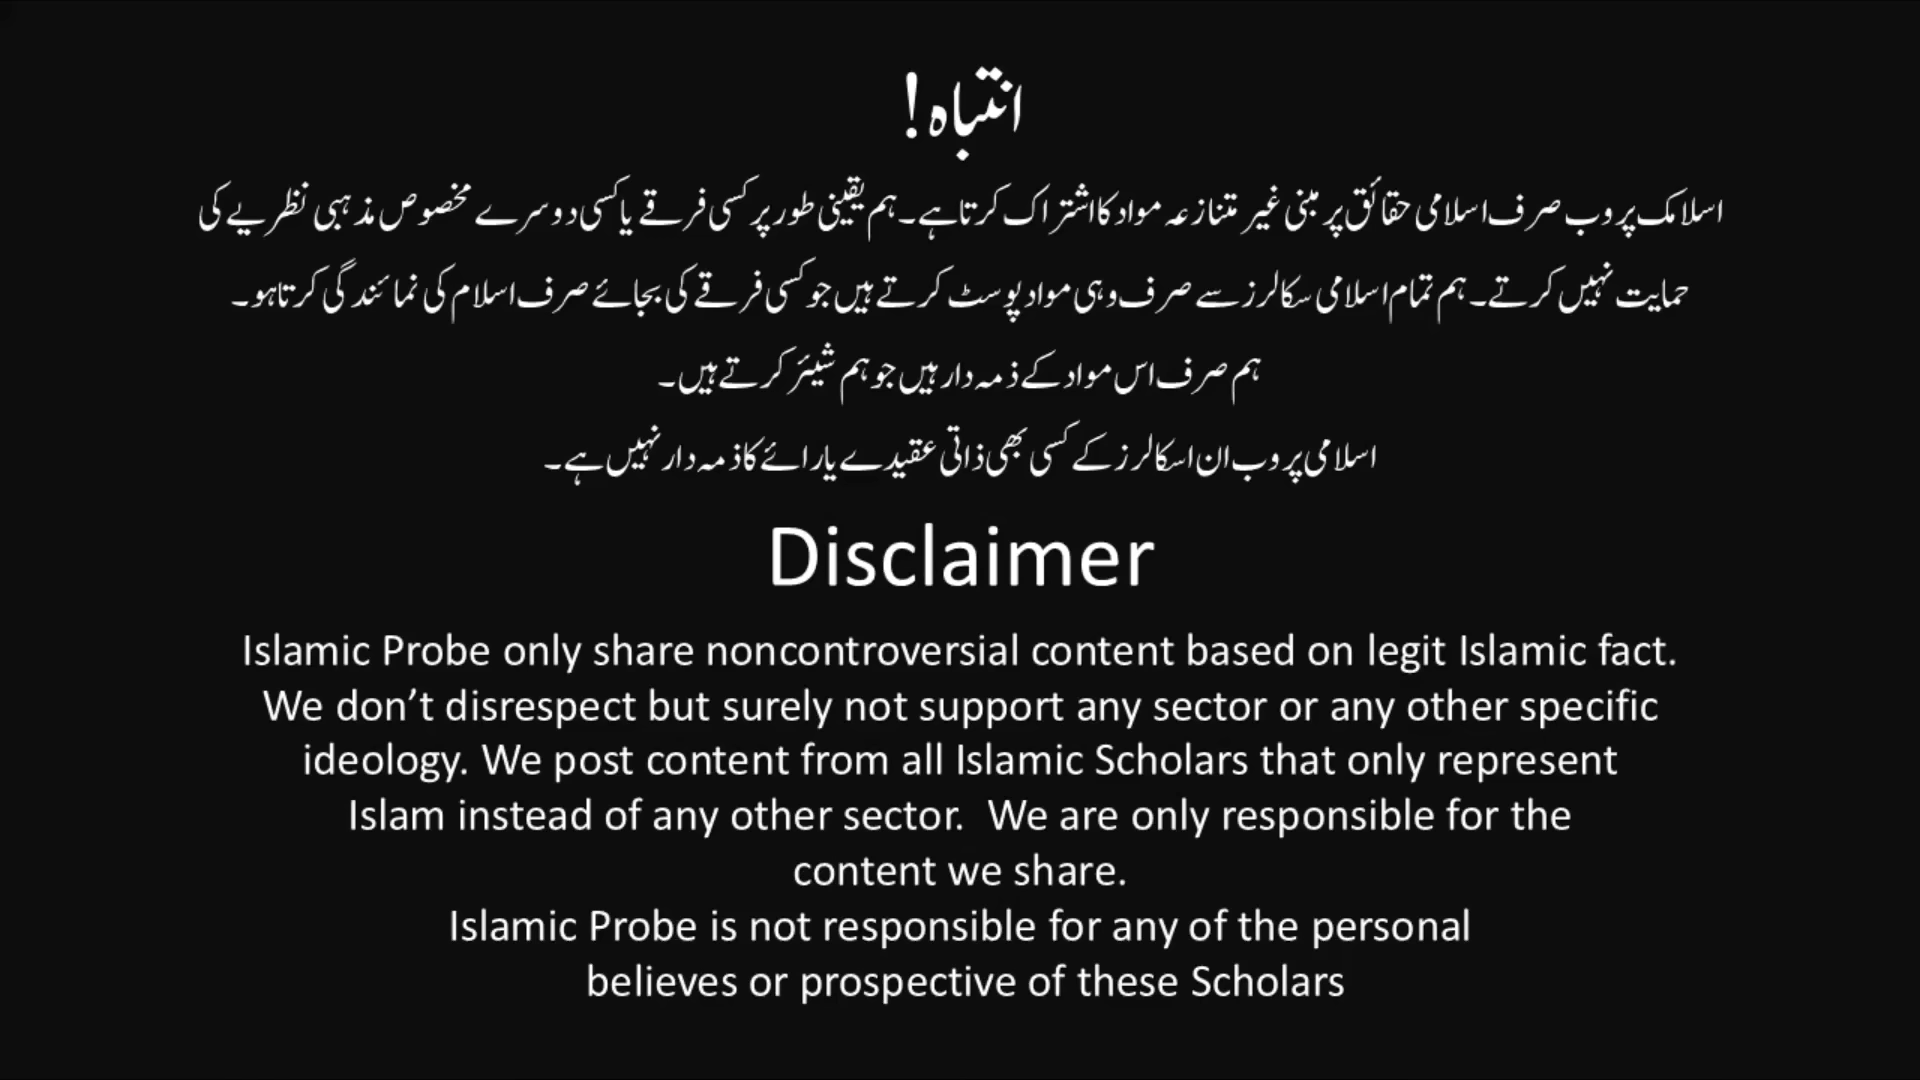 انتباہ!
اسلامک پروب صرف اسلامی حقائق پر مبنی غیر متنازعہ مواد کا اشتراک کرتا ہے۔ ہم یقینی طور پر کسی فرقے یا کسی دوسرے مخصوص مذہبی نظریے کی
حمایت نہیں کرتے۔ ہم تمام اسلامی سکالرز سے صرف وہی مواد پوسٹ کرتے ہیں جو کسی فرقے کی بجائے صرف اسلام کی نمائندگی کرتا ہو۔
ہم صرف اس مواد کے ذمہ دار ہیں جو ہم شیئر کرتے ہیں۔
اسلامی پروب ان اسکالرز کے کسی بھی ذاتی عقیدے یا رائے کا ذمہ دار نہیں ہے۔
Disclaimer
Islamic Probe only share noncontroversial content based on legit Islamic fact.
We don’t disrespect but surely not support any sector or any other specific
ideology. We post content from all Islamic Scholars that only represent
Islam instead of any other sector.  We are only responsible for the
content we share.
Islamic Probe is not responsible for any of the personal
believes or prospective of these Scholars